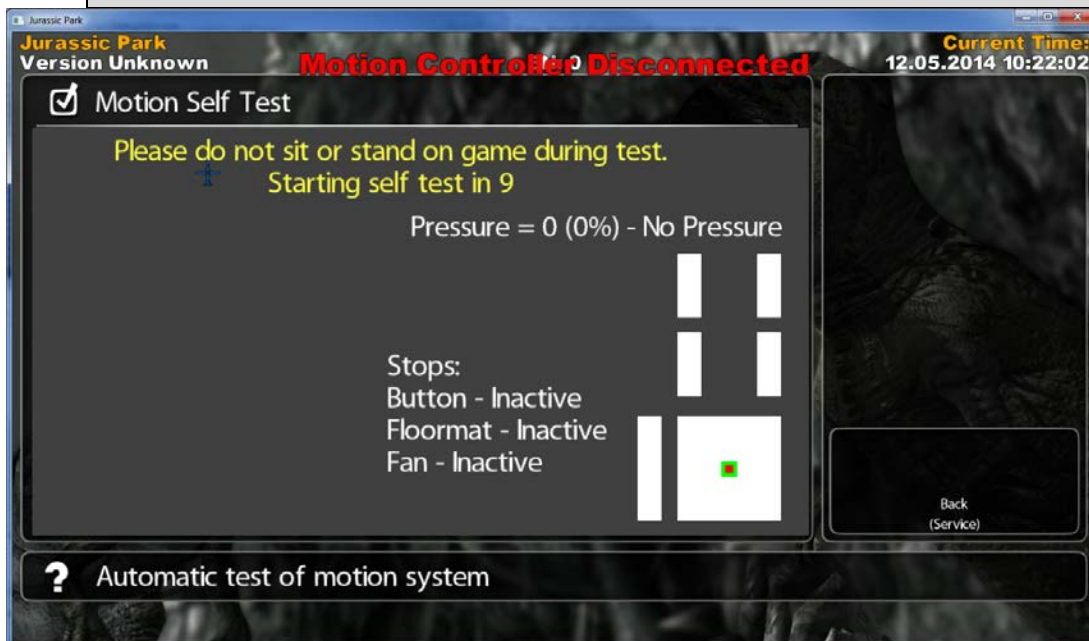 Jurassic Park
Jurassic Park
Version Unknown
Motion Controller Disconnected
Current Time:
12.05.2014 10:22:02
Motion Self Test
Please do not sit or stand on game during test.
Starting self test in 9
Pressure = 0 (0%) - No Pressure
Stops:
Button - Inactive
Floormat - Inactive
Fan - Inactive
Back
(Service)
? Automatic test of motion system